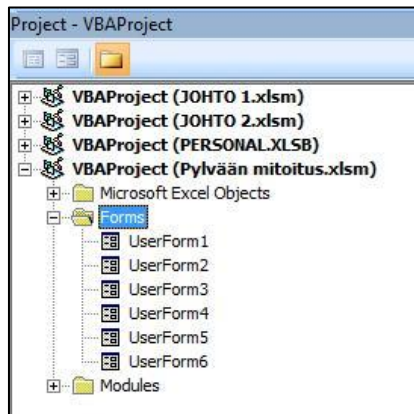 Project - VBAProject
VBAProject (JOHTO 1.xlsm)
VBAProject (JOHTO 2.xlsm)
VBAProject (PERSONAL.XLSB)
VBAProject (Pylvään mitoitus.xlsm)
Microsoft Excel Objects
Forms
UserForm1
UserForm2
UserForm3
UserForm4
UserForm5
UserForm6
Modules